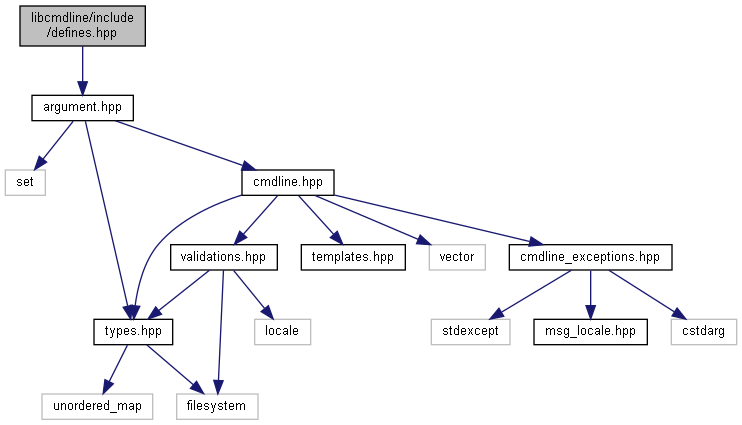 libcmdline/include
/defines.hpp
argument.hpp
set
cmdline.hpp
validations.hpp
templates.hpp
vector
cmdline_exceptions.hpp
types.hpp
locale
stdexcept
msg_locale.hpp
cstdarg
unordered_map
filesystem